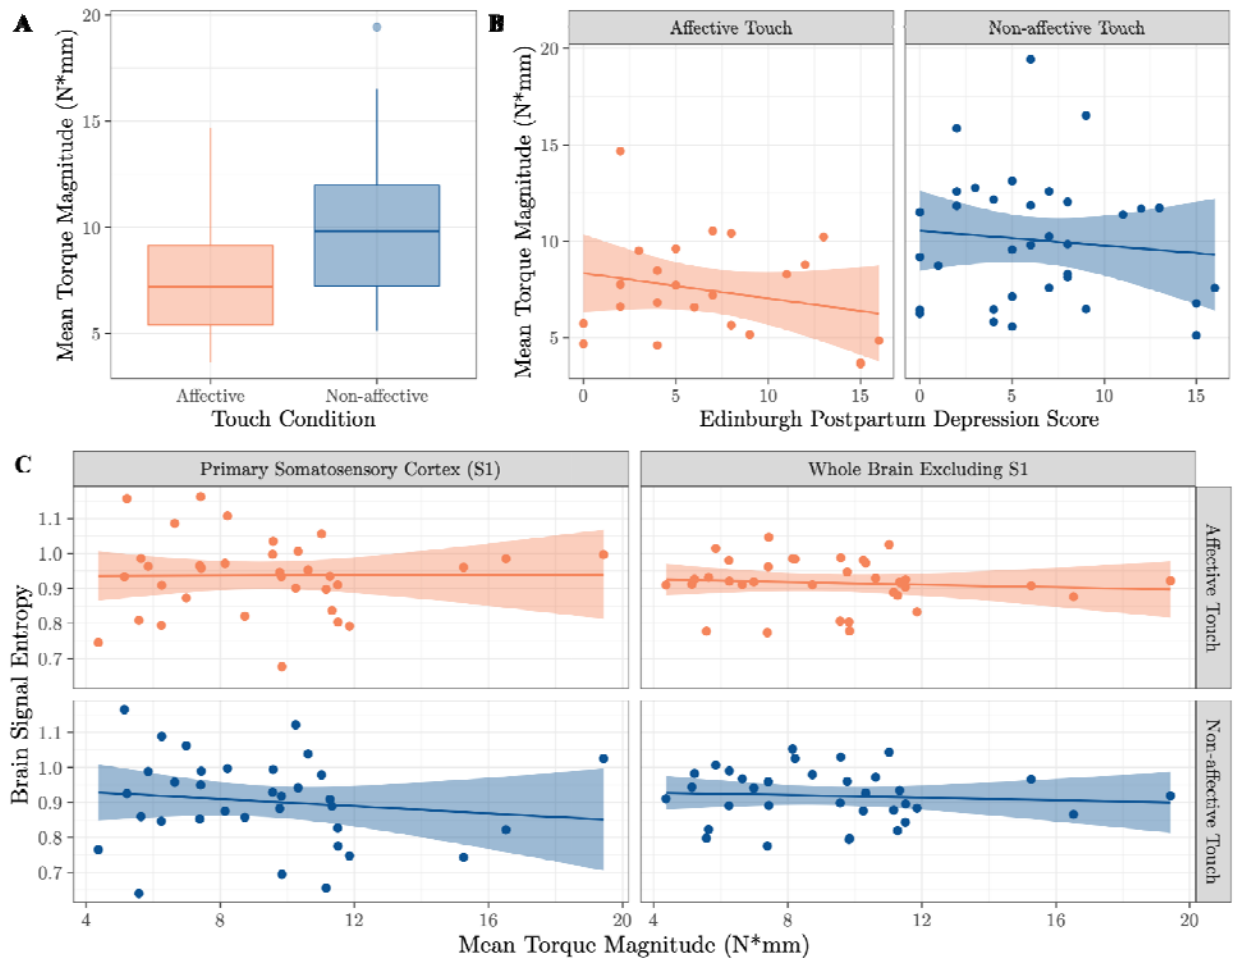 A
Mean Torque Magnitude (N*mm)
20
15
10
5
Affective
Non-affective
Touch Condition
B
Mean Torque Magnitude (N*mm)
Affective Touch
Non-affective Touch
20
15
10
5
0 5 10 15
0 5 10 15
Edinburgh Postpartum Depression Score
C
Brain Signal Entropy
Primary Somatosensory Cortex (S1)
Whole Brain Excluding S1
1.1
1.0
0.9
0.8
0.7
Affective Touch
1.1
1.0
0.9
0.8
0.7
Non-affective Touch
4 8 12 16 20
4 8 12 16 20
Mean Torque Magnitude (N*mm)